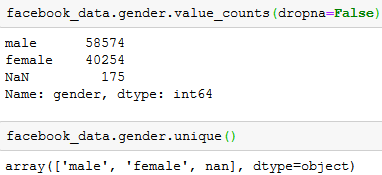 facebook_data.gender.value_counts(dropna=False)
male      58574
female    40254
NaN         175
Name: gender, dtype: int64
facebook_data.gender.unique()
array(['male', 'female', nan], dtype=object)